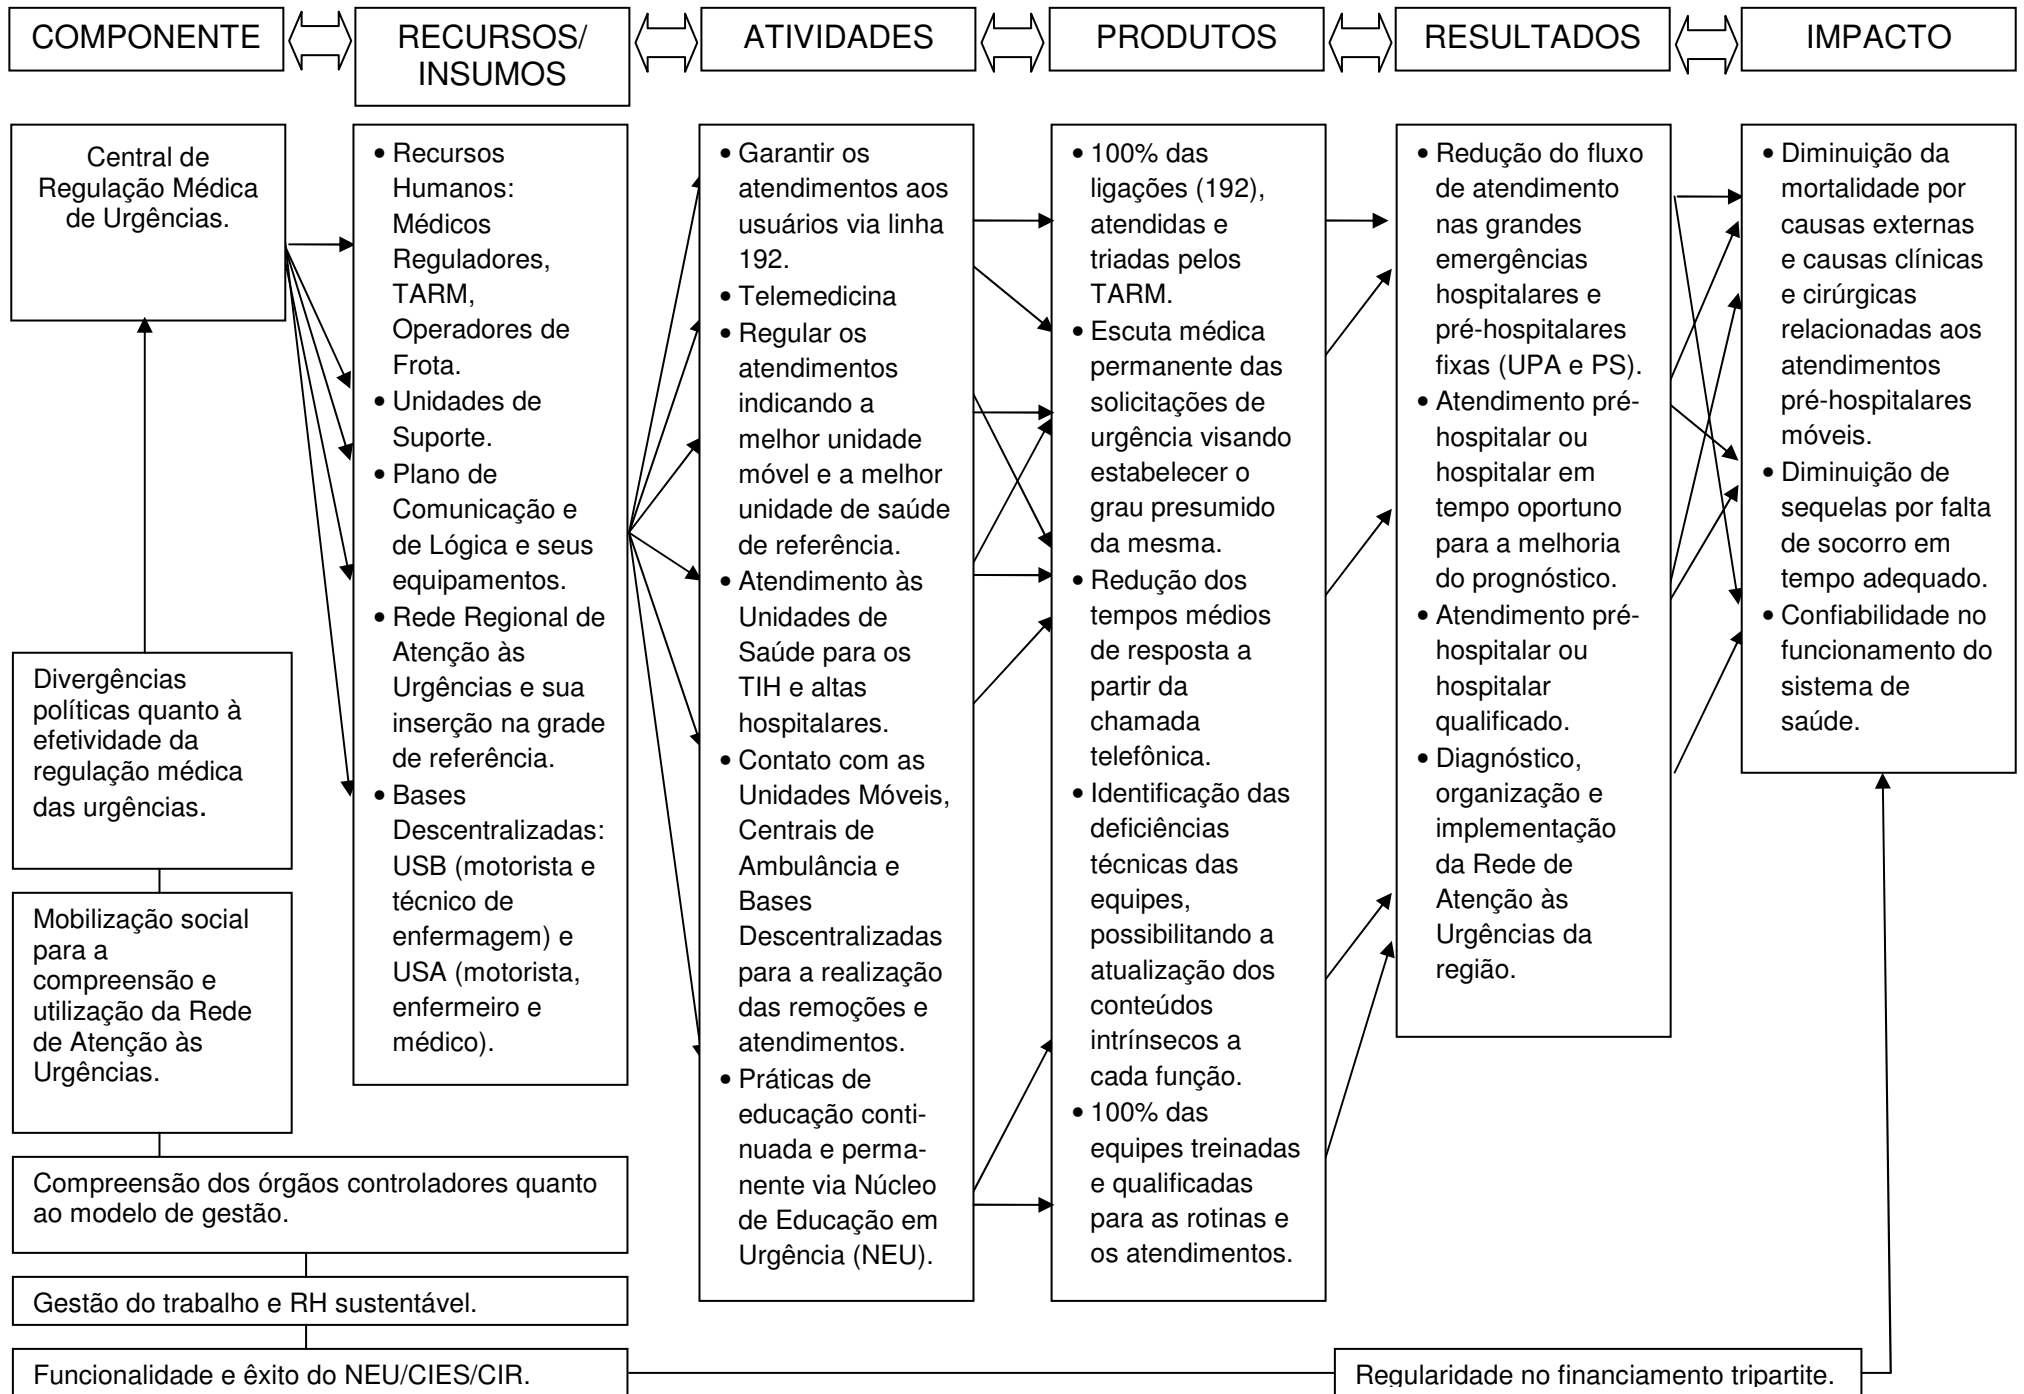 COMPONENTE
RECURSOS/
INSUMOS
ATIVIDADES
PRODUTOS
RESULTADOS
IMPACTO
Central de
Regulação Médica
de Urgências.
Divergências
políticas quanto à
efetividade da
regulação médica
das urgências.
Mobilização social
para a
compreensão e
utilização da Rede
de Atenção às
Urgências.
Compreensão dos órgãos controladores quanto
ao modelo de gestão.
Gestão do trabalho e RH sustentável.
Funcionalidade e êxito do NEU/CIES/CIR.
• Recursos
Humanos:
Médicos
Reguladores,
TARM,
Operadores de
Frota.
• Unidades de
Suporte.
• Plano de
Comunicação e
de Lógica e seus
equipamentos.
• Rede Regional de
Atenção às
Urgências e sua
inserção na grade
de referência.
• Bases
Descentralizadas:
USB (motorista e
técnico de
enfermagem) e
USA (motorista,
enfermeiro e
médico).
• Garantir os
atendimentos aos
usuários via linha
192.
• Telemedicina
• Regular os
atendimentos
indicando a
melhor unidade
móvel e a melhor
unidade de saúde
de referência.
• Atendimento às
Unidades de
Saúde para os
TIH e altas
hospitalares.
• Contato com as
Unidades Móveis,
Centrais de
Ambulância e
Bases
Descentralizadas
para a realização
das remoções e
atendimentos.
• Práticas de
educação conti-
nuada e perma-
nente via Núcleo
de Educação em
Urgência (NEU).
• 100% das
ligações (192),
atendidas e
triadas pelos
TARM.
• Escuta médica
permanente das
solicitações de
urgência visando
estabelecer o
grau presumido
da mesma.
• Redução dos
tempos médios
de resposta a
partir da
chamada
telefônica.
• Identificação das
deficiências
técnicas das
equipes,
possibilitando a
atualização dos
conteúdos
intrínsecos a
cada função.
• 100% das
equipes treinadas
e qualificadas
para as rotinas e
os atendimentos.
• Redução do fluxo
de atendimento
nas grandes
emergências
hospitalares e
pré-hospitalares
fixas (UPA e PS).
• Atendimento pré-
hospitalar ou
hospitalar em
tempo oportuno
para a melhoria
do prognóstico.
• Atendimento pré-
hospitalar ou
hospitalar
qualificado.
• Diagnóstico,
organização e
implementação
da Rede de
Atenção às
Urgências da
região.
• Diminuição da
mortalidade por
causas externas
e causas clínicas
e cirúrgicas
relacionadas aos
atendimentos
pré-hospitalares
móveis.
• Diminuição de
sequelas por falta
de socorro em
tempo adequado.
• Confiabilidade no
funcionamento do
sistema de
saúde.
Regularidade no financiamento tripartite.